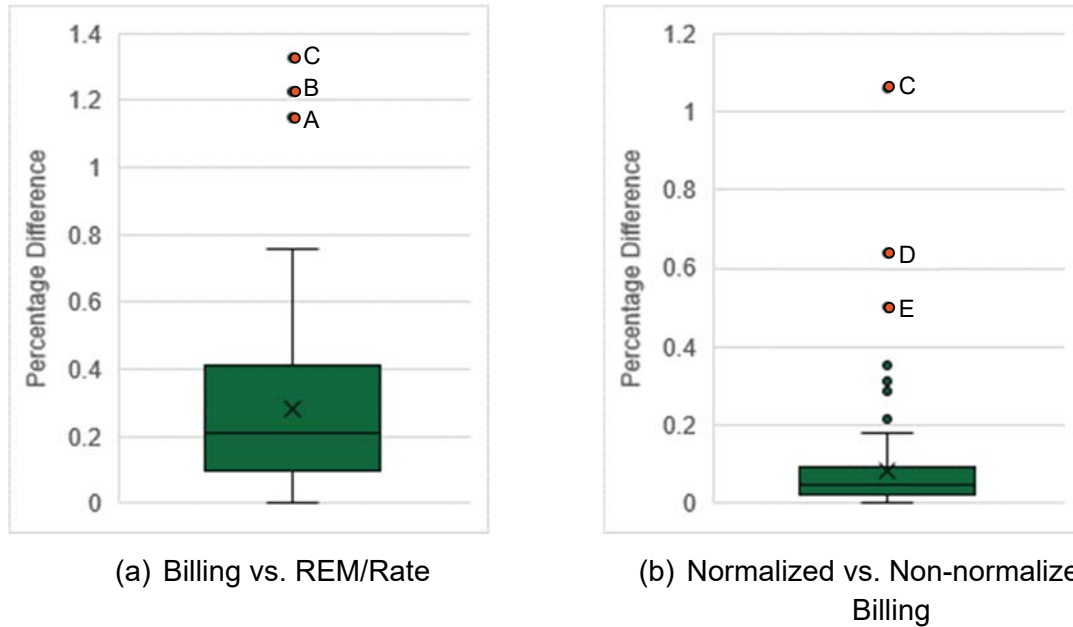 1.4
C
B
1.2
A
1
0.8
0.6
0.4
0.2
0
Percentage Difference
(a) Billing vs. REM/Rate
1.2
C
1
0.8
D
0.6
E
0.4
0.2
0
Percentage Difference
(b) Normalized vs. Non-normalize
Billing